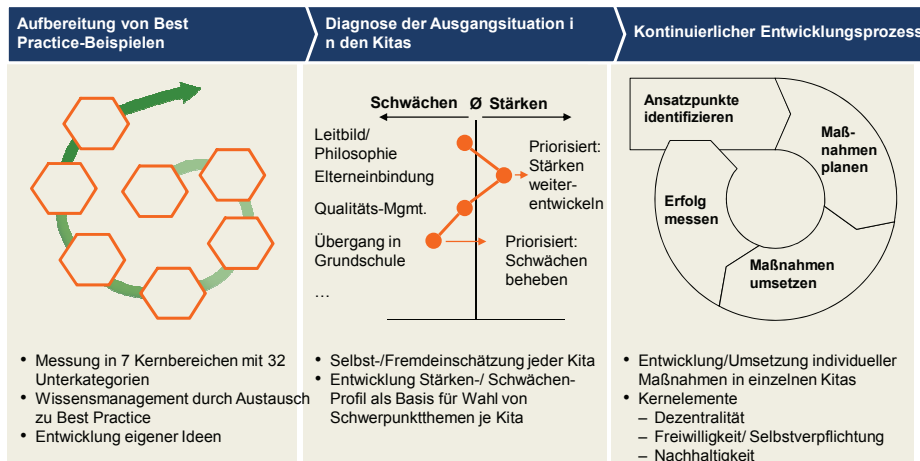 Aufbereitung von Best
Practice-Beispielen
Diagnose der Ausgangsituation i
n den Kitas
Kontinuierlicher Entwicklungsprozess
Schwächen Ø Stärken
Leitbild/
Philosophie
Elterneinbindung
Qualitäts-Mgmt.
Übergang in
Grundschule
…
Priorisiert:
Stärken
weiter-
entwickeln
Priorisiert:
Schwächen
beheben
Ansatzpunkte
identifizieren
Maß-
nahmen
planen
Maßnahmen
umsetzen
Erfolg
messen
• Messung in 7 Kernbereichen mit 32
Unterkategorien
• Wissensmanagement durch Austausch
zu Best Practice
• Entwicklung eigener Ideen
• Selbst-/Fremdeinschätzung jeder Kita
• Entwicklung Stärken-/ Schwächen-
Profil als Basis für Wahl von
Schwerpunktthemen je Kita
• Entwicklung/Umsetzung individueller
Maßnahmen in einzelnen Kitas
• Kernelemente
– Dezentralität
– Freiwilligkeit/ Selbstverpflichtung
– Nachhaltigkeit